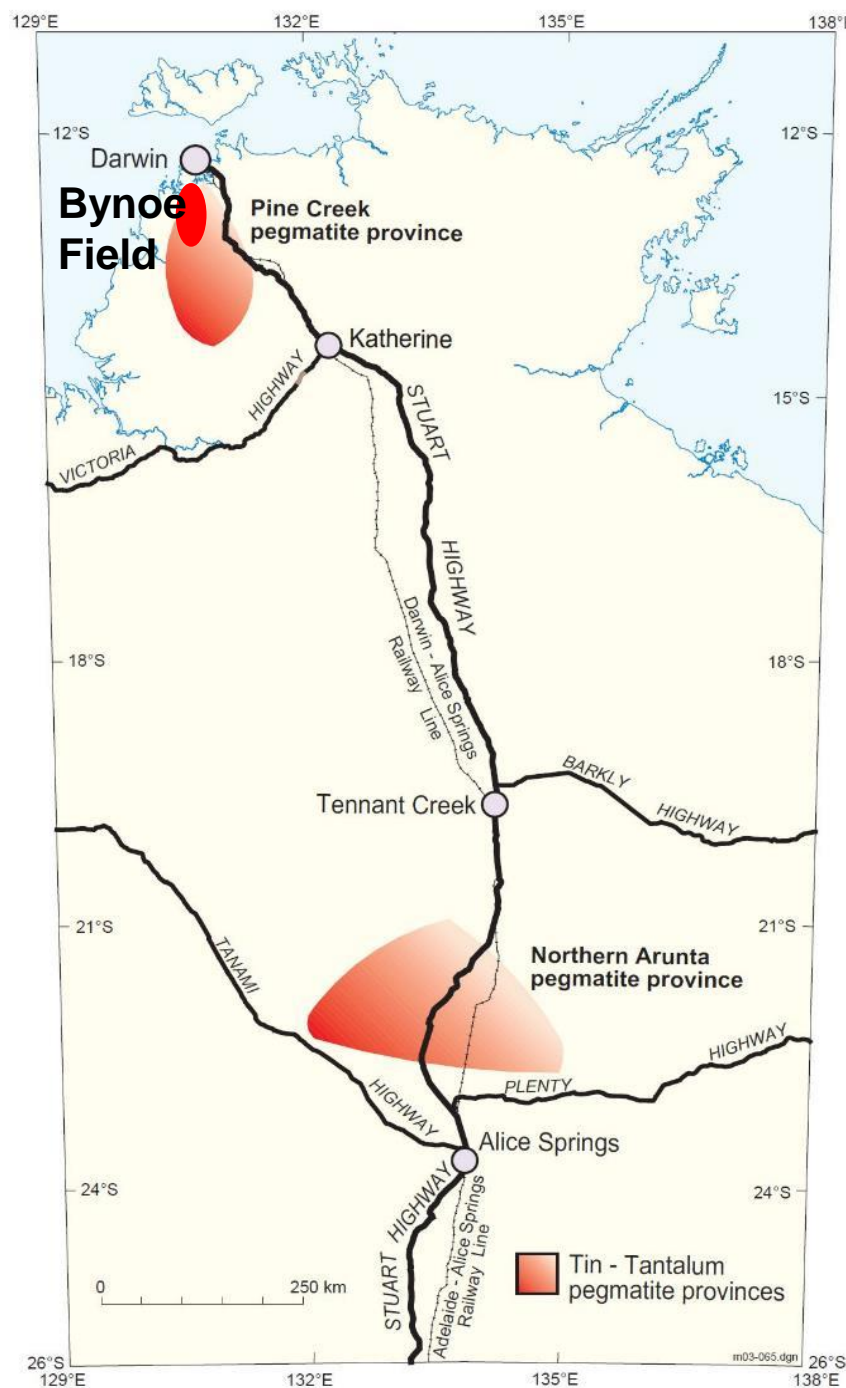 129°E
132°E
135°E
138°E
12°S
12°S
Darwin
Bynoe
Field
Pine Creek
pegmatite province
Katherine
HIGHWAY
VICTORIA
STUART
HIGHWAY
15°S
15°S
Darwin - Alice Springs
Railway Line
18°S
18°S
Tennant Creek
BARKLY
HIGHWAY
21°S
21°S
TANAMI
HIGHWAY
Northern Arunta
pegmatite province
PLENTY
HIGHWAY
Alice Springs
24°S
24°S
STUART
HIGHWAY
Adelaide - Alice Springs
Railway Line
0
250 km
Tin - Tantalum
pegmatite provinces
m03-065.dgn
26°S
26°S
129°E
132°E
135°E
138°E